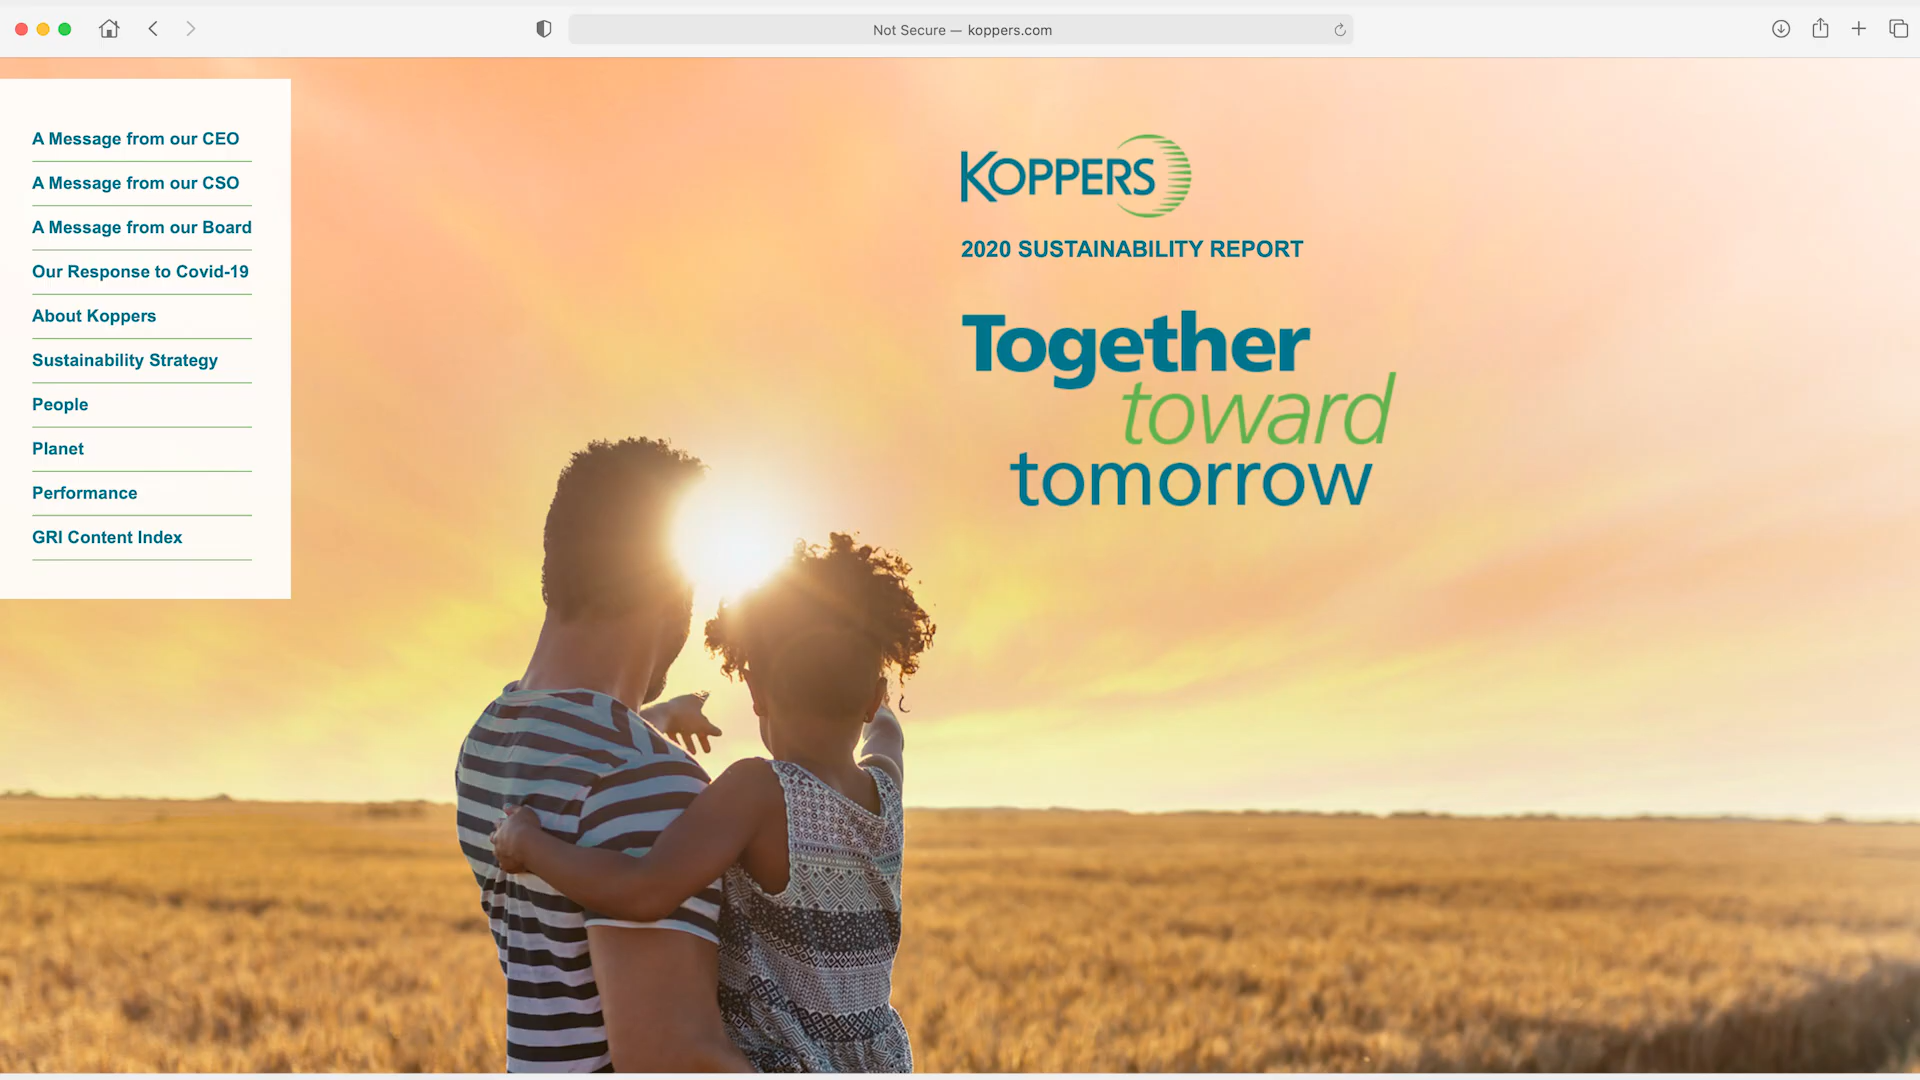 Not Secure — koppers.com
A Message from our CEO
A Message from our CSO
A Message from our Board
Our Response to Covid-19
About Koppers
Sustainability Strategy
People
Planet
Performance
GRI Content Index
KOPPERS
2020 SUSTAINABILITY REPORT
Together
toward
tomorrow